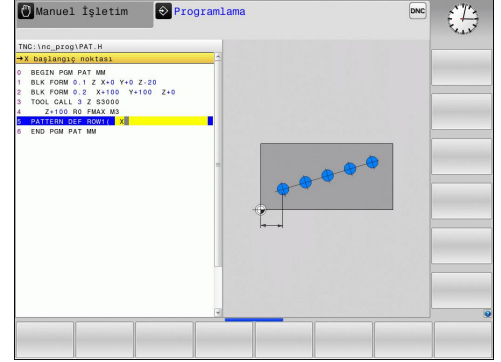 Manuel İşletim
Programlama
DNC
TNC:\nc_prog\PAT.H
→X başlangıç noktası
0 BEGIN PGM PAT MM
1 BLK FORM 0.1 Z X+0 Y+0 Z-20
2 BLK FORM 0.2 X+100 Y+100 Z+0
3 TOOL CALL 3 Z S3000
4 Z+100 R0 FMAX M3
5 PATTERN DEF ROW1( X
6 END PGM PAT MM